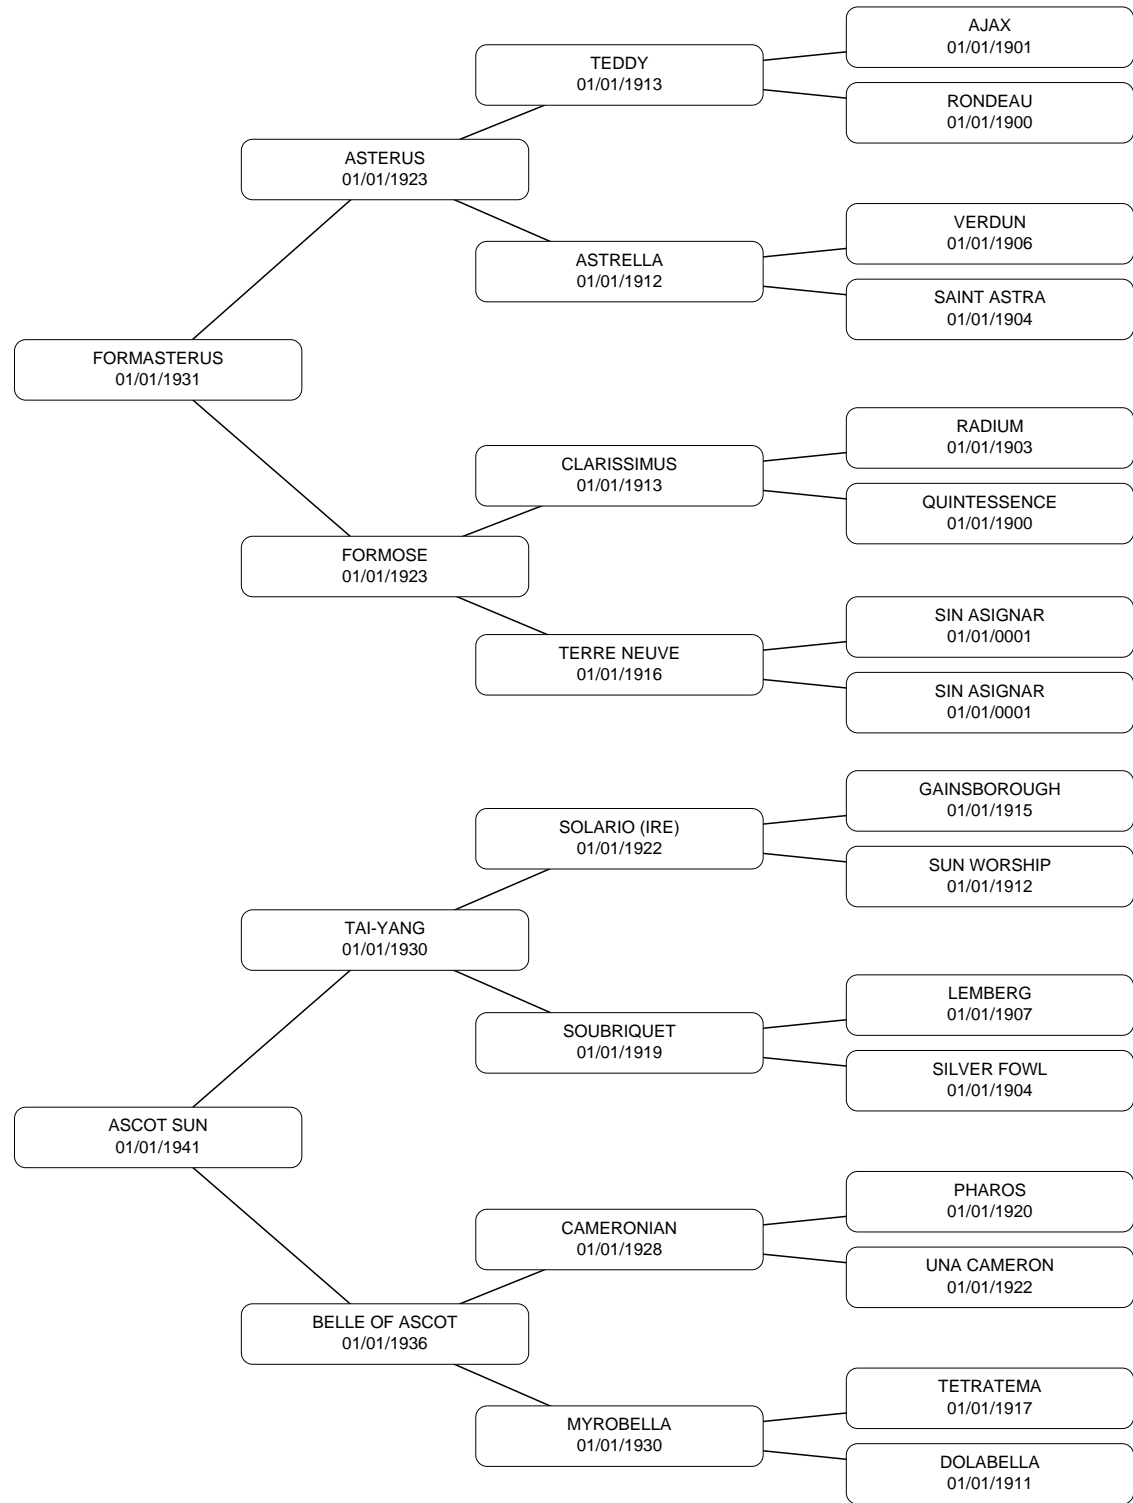 AJAX
01/01/1901
TEDDY
01/01/1913
RONDEAU
01/01/1900
ASTERUS
01/01/1923
VERDUN
01/01/1906
ASTRELLA
01/01/1912
SAINT ASTRA
01/01/1904
FORMASTERUS
01/01/1931
RADIUM
01/01/1903
CLARISSIMUS
01/01/1913
QUINTESSENCE
01/01/1900
FORMOSE
01/01/1923
SIN ASIGNAR
01/01/0001
TERRE NEUVE
01/01/1916
SIN ASIGNAR
01/01/0001
GAINSBOROUGH
01/01/1915
SOLARIO (IRE)
01/01/1922
SUN WORSHIP
01/01/1912
TAI-YANG
01/01/1930
LEMBERG
01/01/1907
SOUBRIQUET
01/01/1919
SILVER FOWL
01/01/1904
ASCOT SUN
01/01/1941
PHAROS
01/01/1920
CAMERONIAN
01/01/1928
UNA CAMERON
01/01/1922
BELLE OF ASCOT
01/01/1936
TETRATEMA
01/01/1917
MYROBELLA
01/01/1930
DOLABELLA
01/01/1911